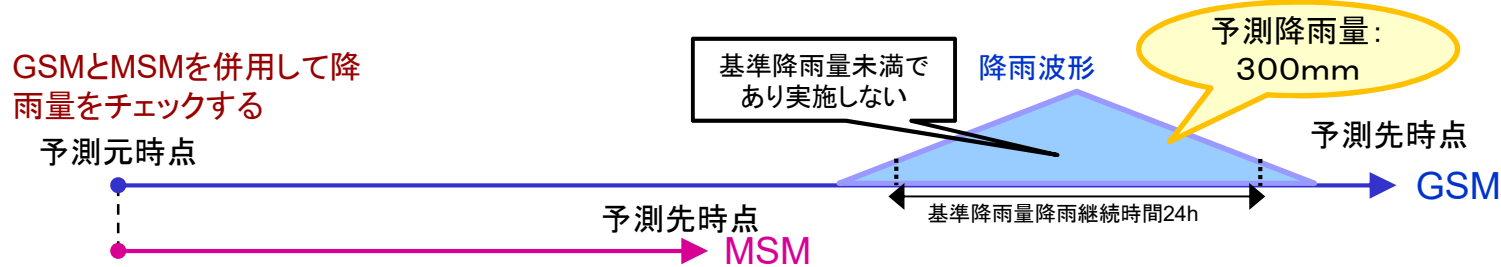 GSMとMSMを併用して降
雨量をチェックする
予測元時点
基準降雨量未満で
あり実施しない
降雨波形
予測降雨量：
３００mm
予測先時点
GSM
基準降雨量降雨継続時間24h
予測先時点
MSM